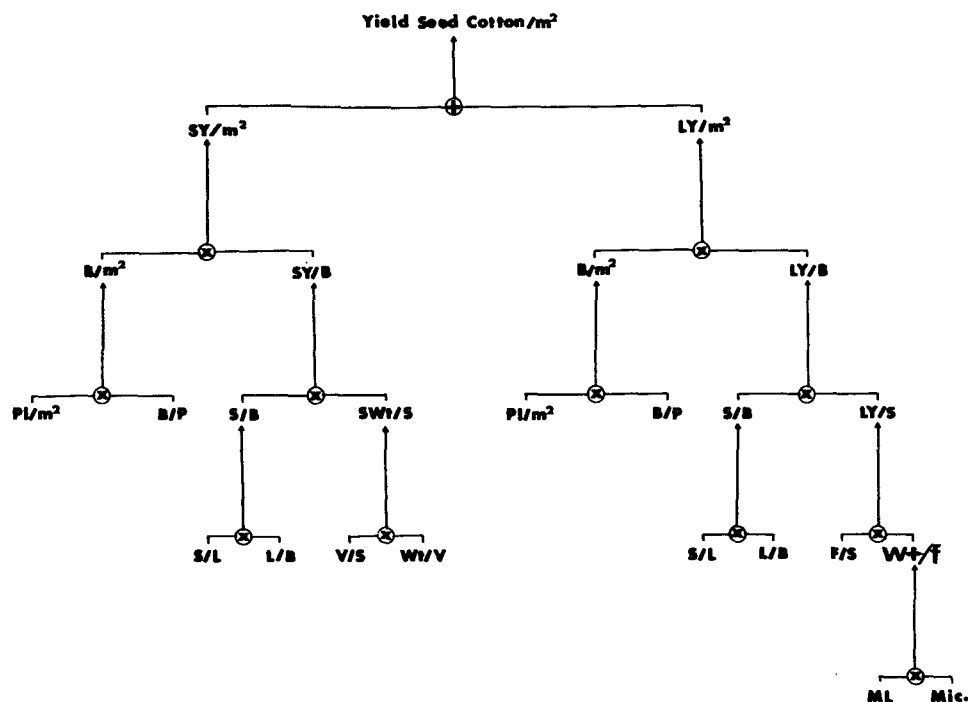 Yield Seed Cotton/m²
SY/m² LY/m²
B/m² SY/B B/m² LY/B
Pl/m² B/P S/B SWt/S Pl/m² B/P S/B LY/S
S/L L/B V/S Wt/V S/L L/B F/S Wt/f
ML Mic.